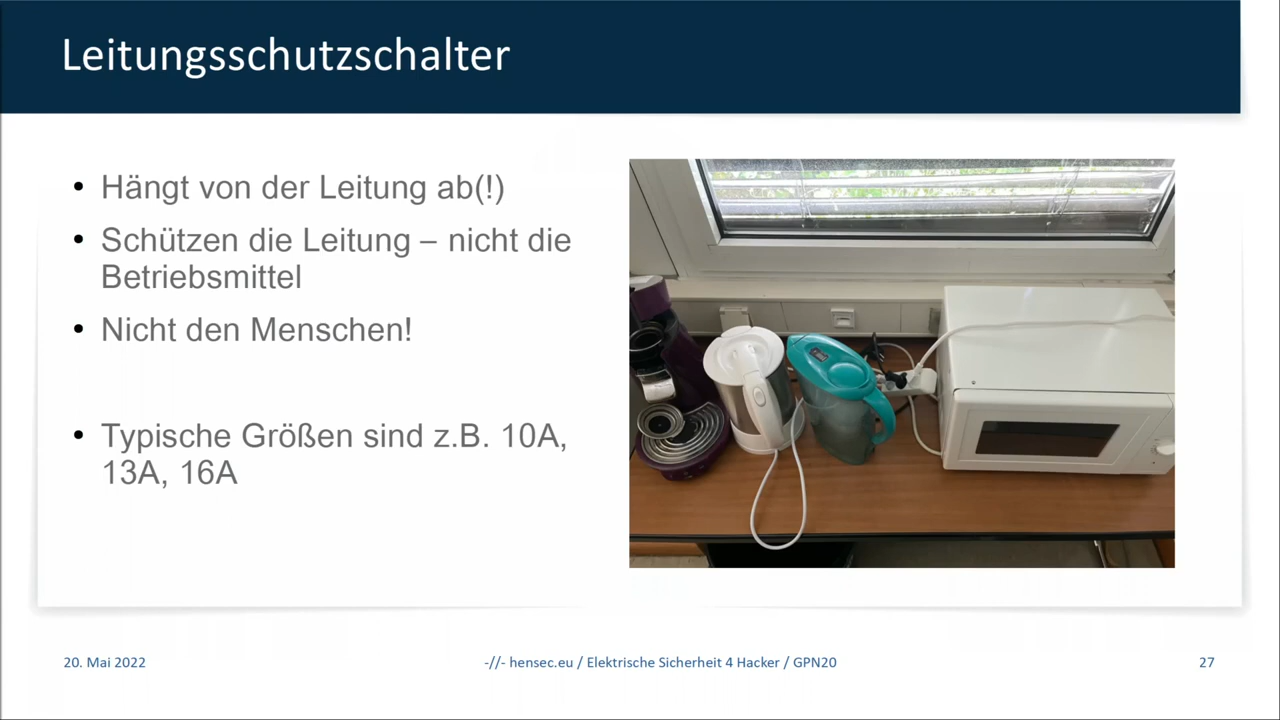 Leitungsschutzschalter
• Hängt von der Leitung ab(!)
• Schützen die Leitung – nicht die
Betriebsmittel
• Nicht den Menschen!
• Typische Größen sind z.B. 10A,
13A, 16A
20. Mai 2022
-//- hensec.eu / Elektrische Sicherheit 4 Hacker / GPN20
27